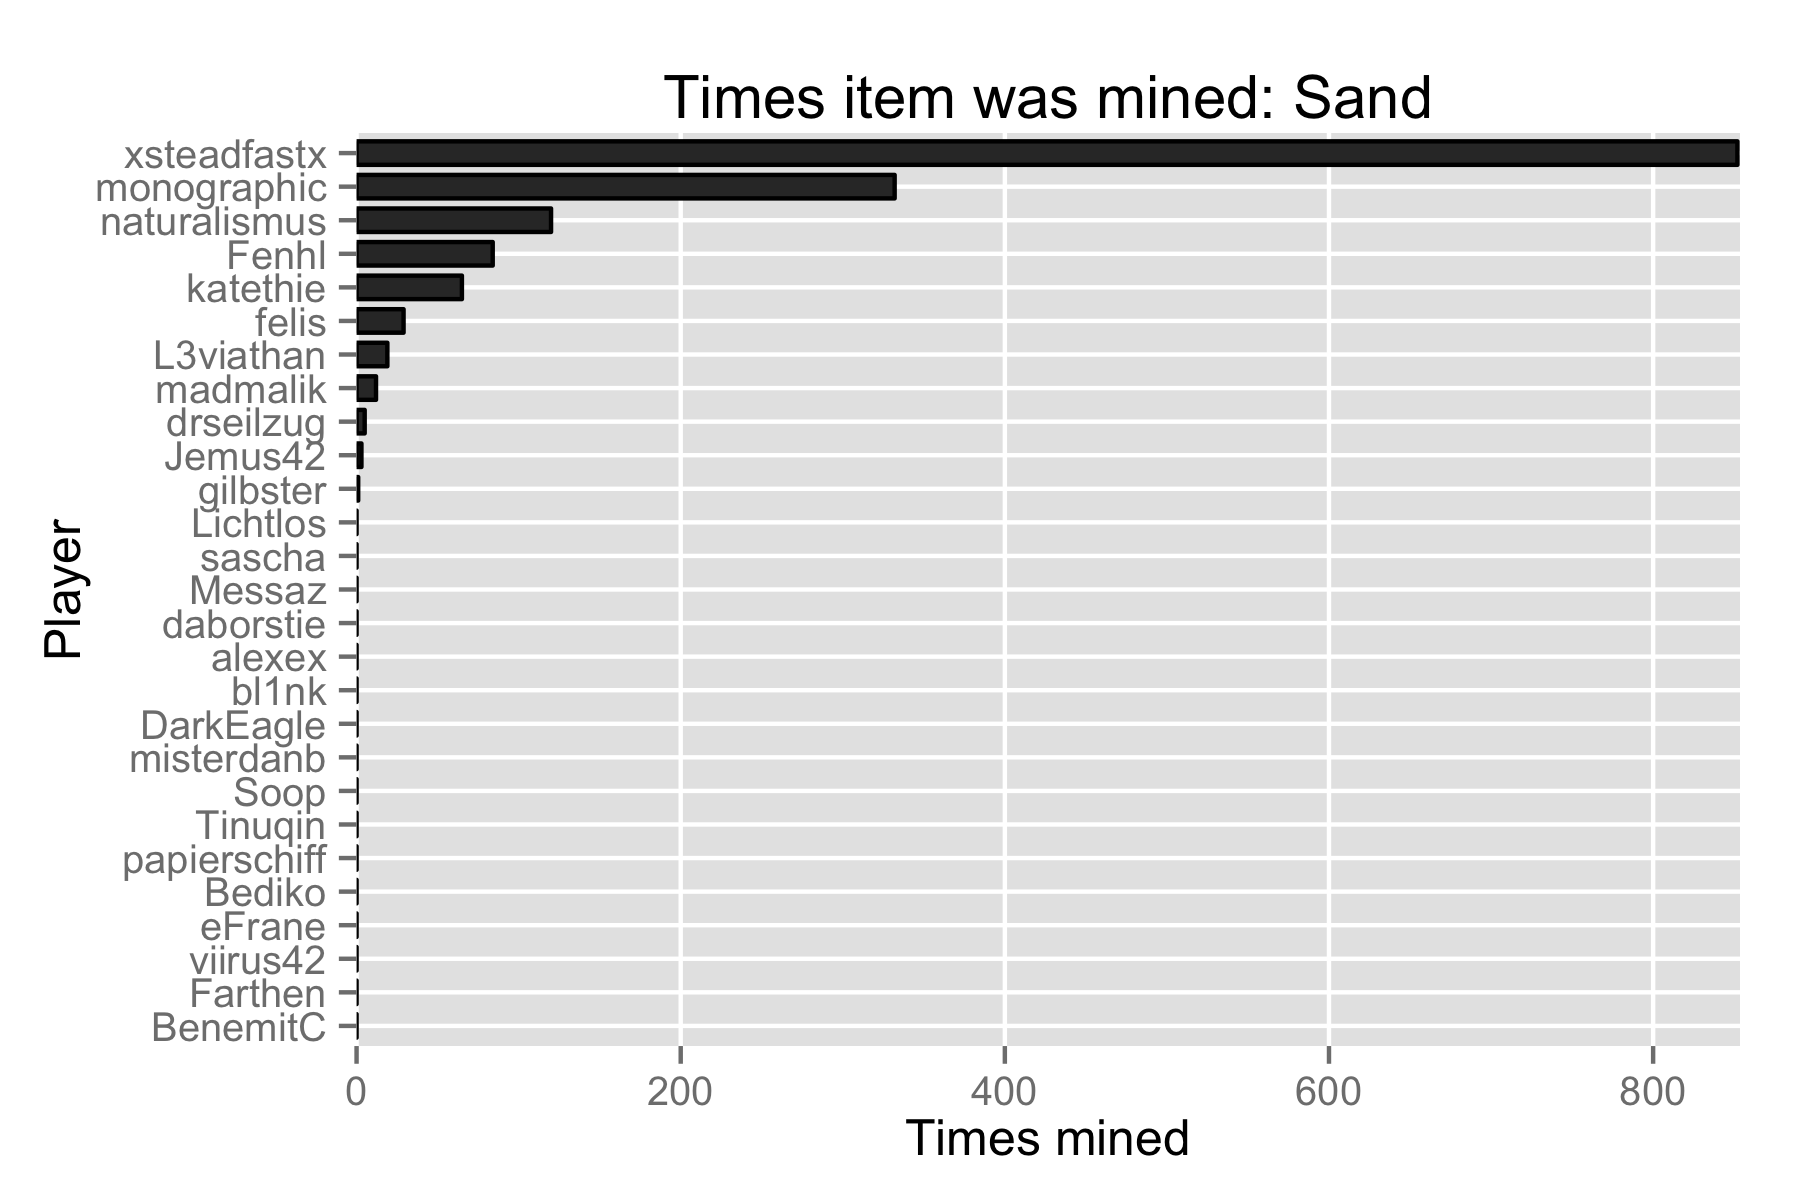 Times item was mined: Sand
xsteadfastx
monographic
naturalismus
Fenhl
katethie
felis
L3viathan
madmalik
drseilzug
Jemus42
gilbster
Lichtlos
sascha
Messaz
daborstie
alexex
bl1nk
DarkEagle
misterdanb
Soop
Tinuqin
papierschiff
Bediko
eFrane
viirus42
Farthen
BenemitC
Player
0 200 400 600 800
Times mined